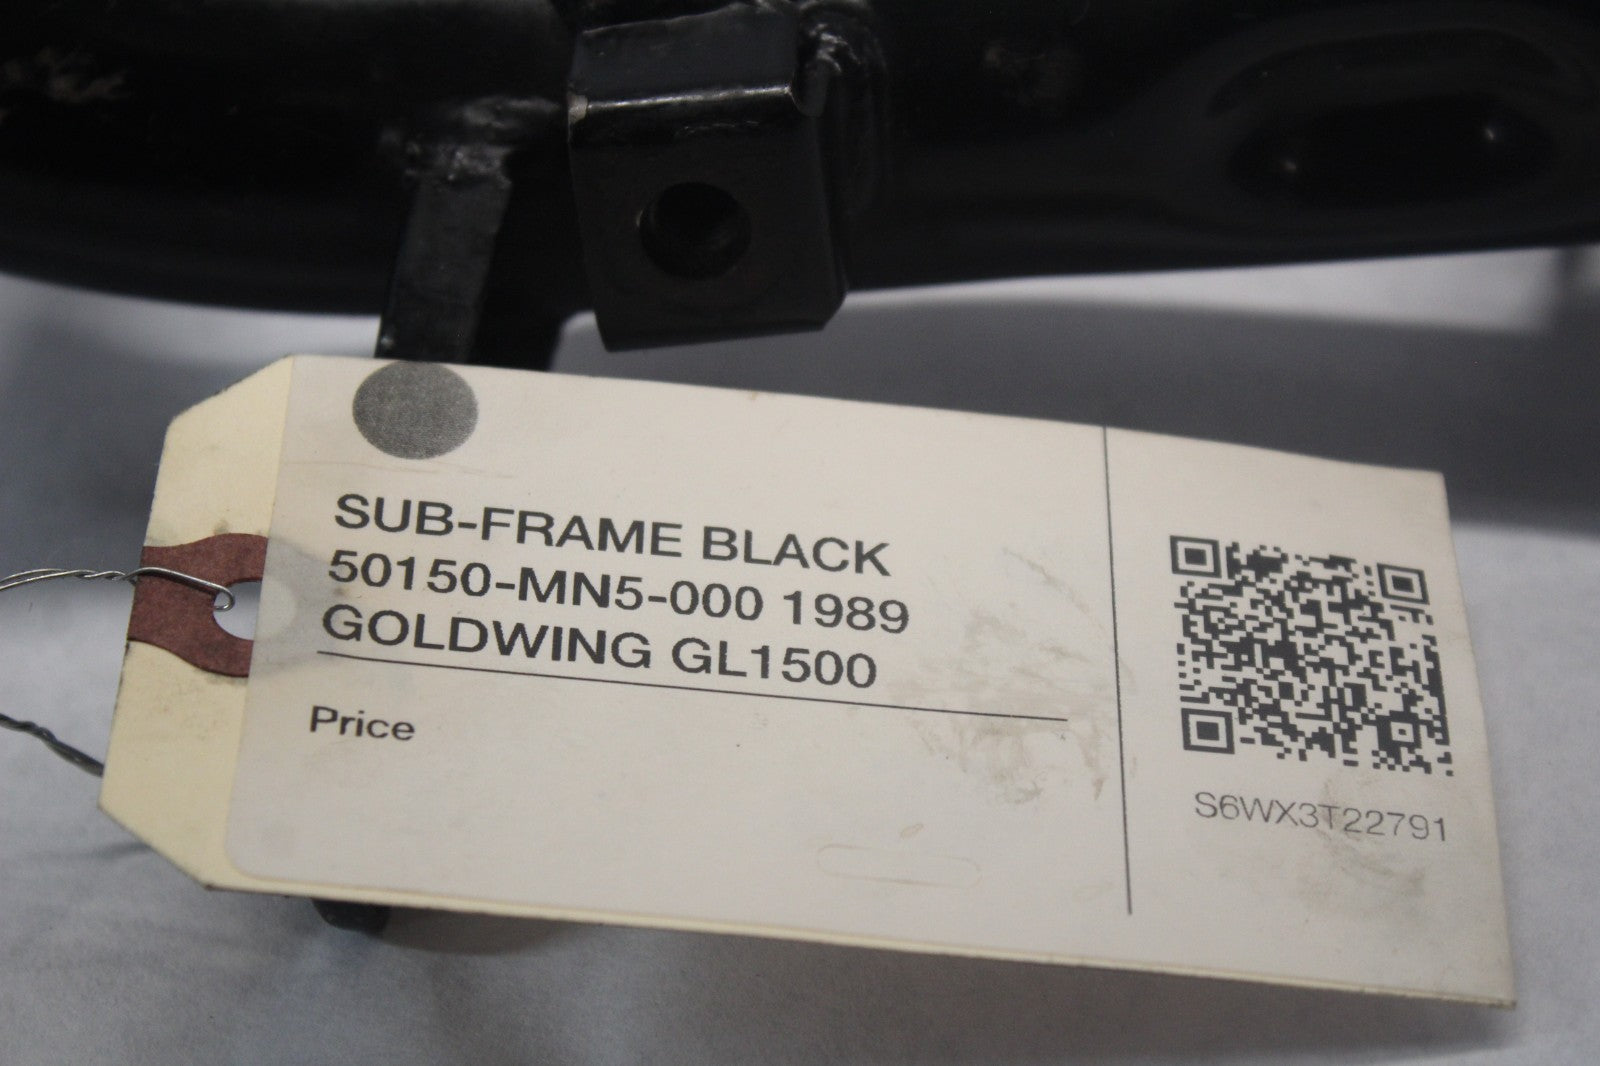 SUB-FRAME BLACK
50150-MN5-000 1989
GOLDWING GL1500
Price
S6WX3T22791